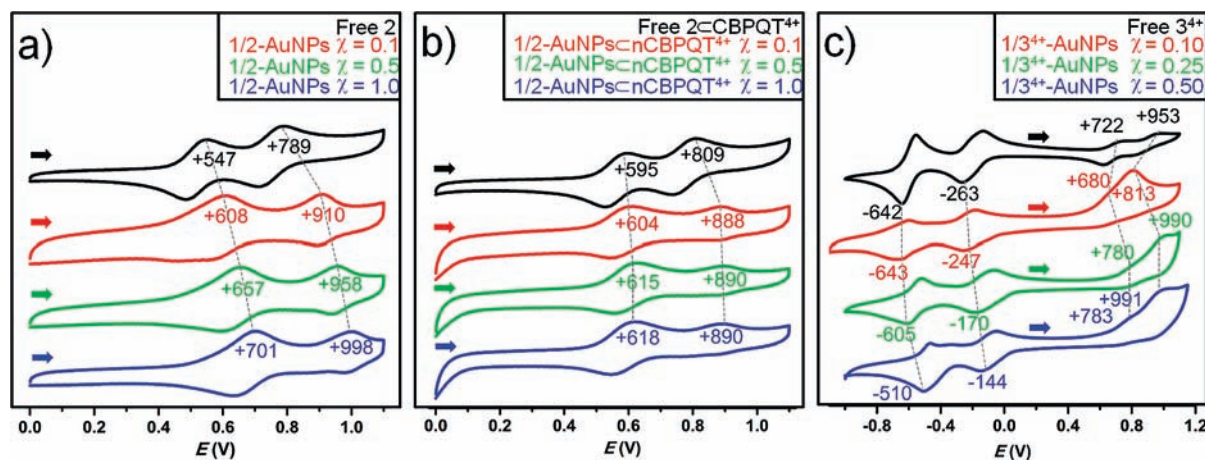 a)
Free 2
1/2-AuNPs χ = 0.1
1/2-AuNPs χ = 0.5
1/2-AuNPs χ = 1.0
+547
+789
+608
+910
+657
+958
+701
+998
0.0 0.2 0.4 0.6 0.8 1.0
E (V)
b)
Free 2⊂CBPQT⁴⁺
1/2-AuNPs⊂nCBPQT⁴⁺ χ = 0.1
1/2-AuNPs⊂nCBPQT⁴⁺ χ = 0.5
1/2-AuNPs⊂nCBPQT⁴⁺ χ = 1.0
+595
+809
+604
+888
+615
+890
+618
+890
0.0 0.2 0.4 0.6 0.8 1.0
E (V)
c)
Free 3⁴⁺
1/3⁴⁺-AuNPs χ = 0.10
1/3⁴⁺-AuNPs χ = 0.25
1/3⁴⁺-AuNPs χ = 0.50
+722
+953
-642
-263
+680
+813
-643
-247
+780
+990
-605
-170
+783
+991
-510
-144
-0.8 -0.4 0.0 0.4 0.8 1.2
E (V)